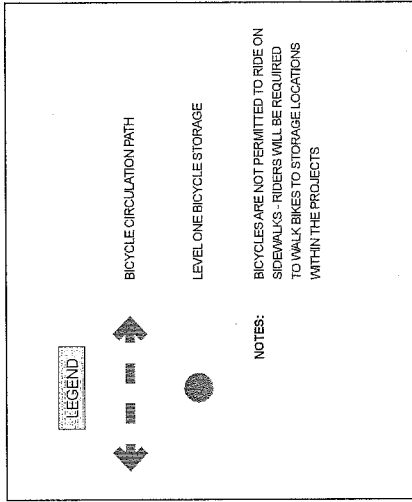 LEGEND
BICYCLE CIRCULATION PATH
LEVEL ONE BICYCLE STORAGE
NOTES: BICYCLES ARE NOT PERMITTED TO RIDE ON
SIDEWALKS - RIDERS WILL BE REQUIRED
TO WALK BIKES TO STORAGE LOCATIONS
WITHIN THE PROJECTS